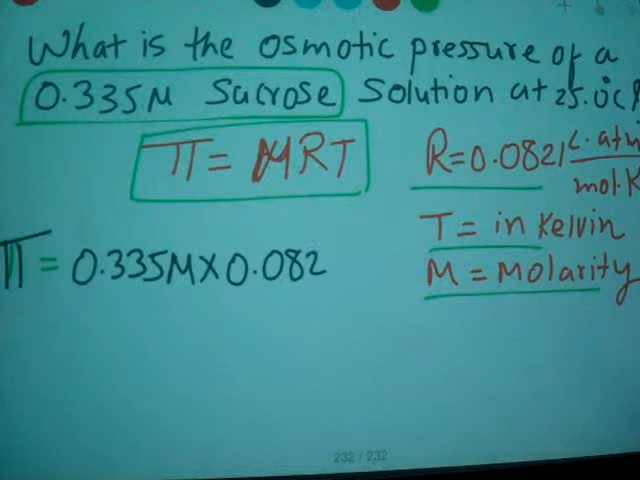 What is the osmotic pressure of a
0.335M Sucrose Solution at 25.0c?
π = MRT
R=0.0821 L.atm
mol.K
T = in Kelvin
M = Molarity
π = 0.335M×0.082
232 / 232